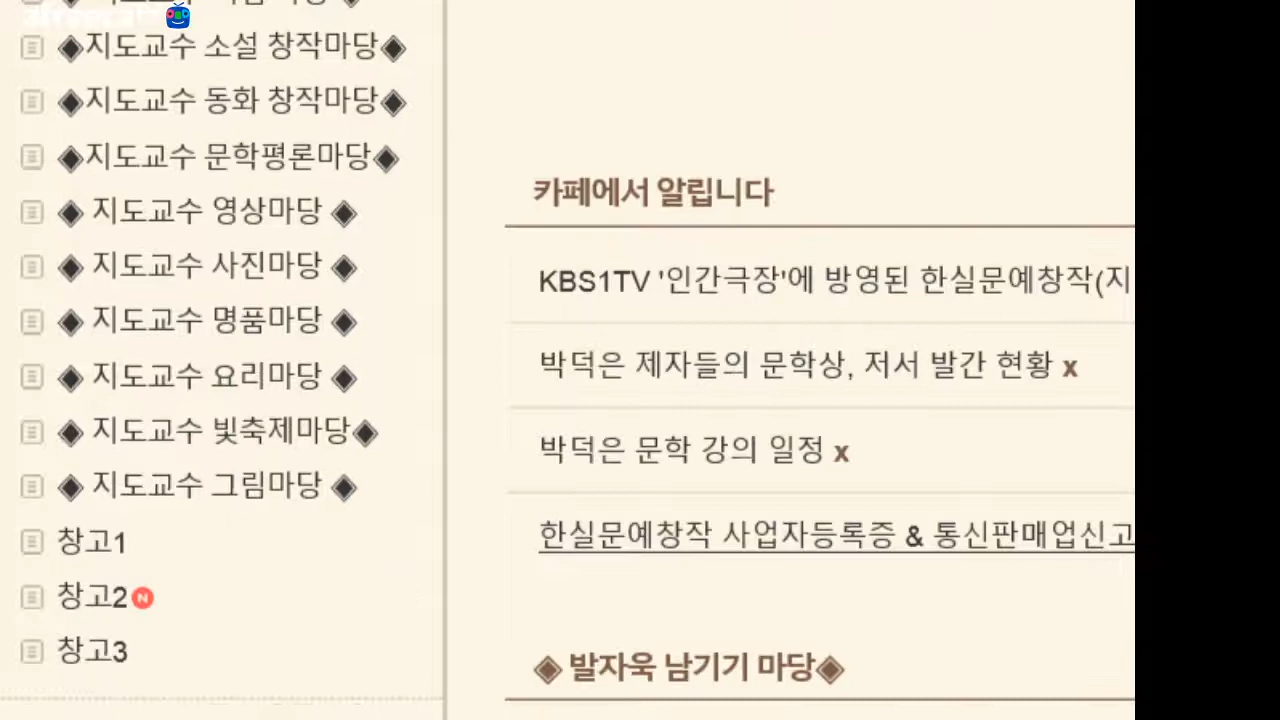 ◈지도교수 소설 창작마당◈
◈지도교수 동화 창작마당◈
◈지도교수 문학평론마당◈
◈ 지도교수 영상마당 ◈
◈ 지도교수 사진마당 ◈
◈ 지도교수 명품마당 ◈
◈ 지도교수 요리마당 ◈
◈ 지도교수 빛축제마당◈
◈ 지도교수 그림마당 ◈
창고1
창고2 N
창고3
카페에서 알립니다
KBS1TV '인간극장'에 방영된 한실문예창작(지
박덕은 제자들의 문학상, 저서 발간 현황 x
박덕은 문학 강의 일정 x
한실문예창작 사업자등록증 & 통신판매업신고
◈ 발자욱 남기기 마당◈